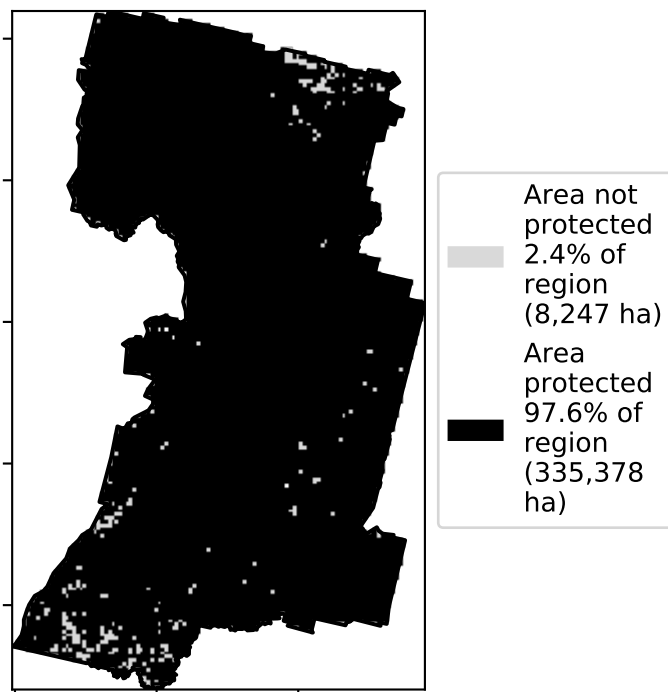 Area not
protected
2.4% of
region
(8,247 ha)
Area
protected
97.6% of
region
(335,378
ha)